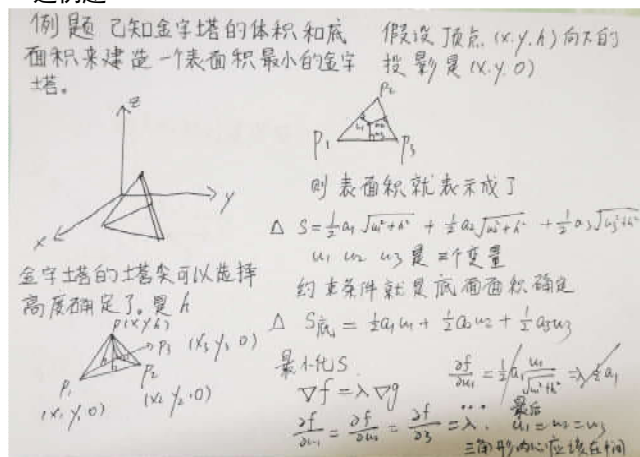 例题 已知金字塔的体积和底
面积来建造一个表面积最小的金字
塔。
z
y
x
金字塔的塔尖可以选择
高度确定了。是h
P(x,y,h)
P3 (x3 y3 0)
P1
P2
(x1 y1 0)
(x2 y2 0)
假设顶点(x.y.h)向下的
投影是(x.y.0)
P2
P1
P3
则表面积就表示成了
△ S=½a1√u1²+h² + ½a2√u2²+h² + ½a3√u3²+h²
u1 u2 u3 是三个变量
约束条件就是底面面积确定
△ S底 = ½a1u1 + ½a2u2 + ½a3u3
最小化S.
∇f = λ∇g
∂f/∂u1 = ½a1 u1/√u1²+h² = λ½a1
∂f/∂u1 = ∂f/∂u2 = ∂f/∂3 = λ.
...
最后
u1 = u2 = u3
三角形内心应该在中间